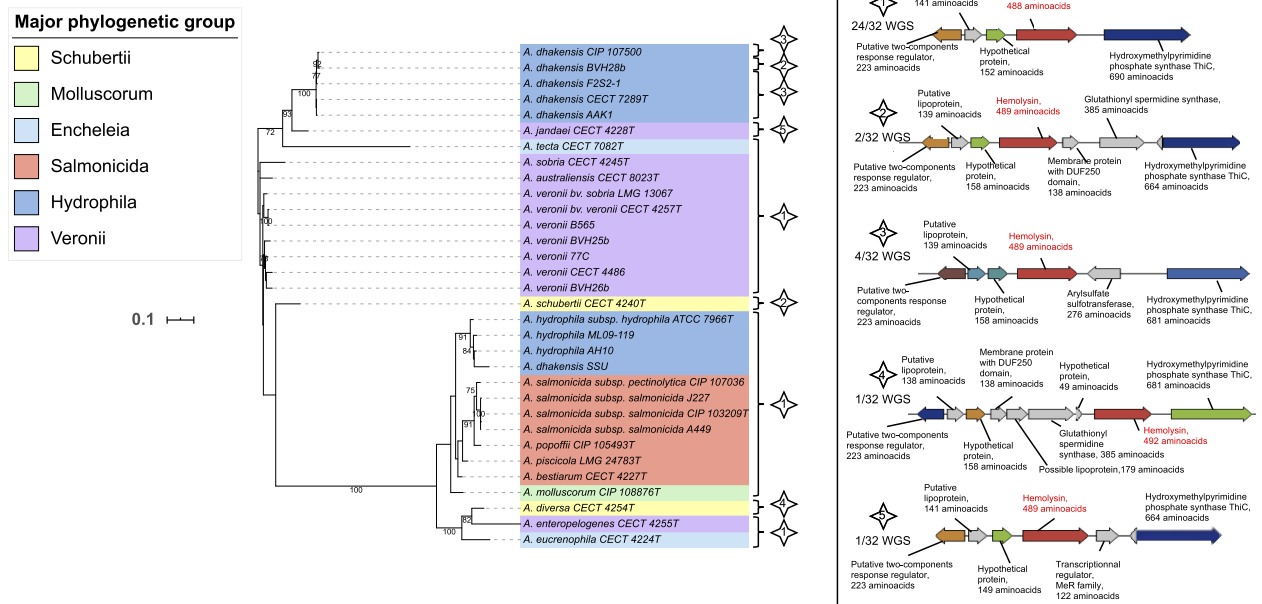 Major phylogenetic group
Schubertii
Molluscorum
Encheleia
Salmonicida
Hydrophila
Veronii
0.1
92
77
100
93
72
100
91
84
75
100
91
100
82
100
A. dhakensis CIP 107500
A. dhakensis BVH28b
A. dhakensis F2S2-1
A. dhakensis CECT 7289T
A. dhakensis AAK1
A. jandaei CECT 4228T
A. tecta CECT 7082T
A. sobria CECT 4245T
A. australiensis CECT 8023T
A. veronii bv. sobria LMG 13067
A. veronii bv. veronii CECT 4257T
A. veronii B565
A. veronii BVH25b
A. veronii 77C
A. veronii CECT 4486
A. veronii BVH26b
A. schubertii CECT 4240T
A. hydrophila subsp. hydrophila ATCC 7966T
A. hydrophila ML09-119
A. hydrophila AH10
A. dhakensis SSU
A. salmonicida subsp. pectinolytica CIP 107036
A. salmonicida subsp. salmonicida J227
A. salmonicida subsp. salmonicida CIP 103209T
A. salmonicida subsp. salmonicida A449
A. popoffii CIP 105493T
A. piscicola LMG 24783T
A. bestiarum CECT 4227T
A. molluscorum CIP 108876T
A. diversa CECT 4254T
A. enteropelogenes CECT 4255T
A. eucrenophila CECT 4224T
3
2
3
5
1
2
1
4
1
1
24/32 WGS
141 aminoacids
488 aminoacids
Putative two-components
response regulator,
223 aminoacids
Hypothetical
protein,
152 aminoacids
Hydroxymethylpyrimidine
phosphate synthase ThiC,
690 aminoacids
2
2/32 WGS
Putative
lipoprotein,
139 aminoacids
Hemolysin,
489 aminoacids
Glutathionyl spermidine synthase,
385 aminoacids
Putative two-components
response regulator,
223 aminoacids
Hypothetical
protein,
158 aminoacids
Membrane protein
with DUF250
domain,
138 aminoacids
Hydroxymethylpyrimidine
phosphate synthase ThiC,
664 aminoacids
3
4/32 WGS
Putative
lipoprotein,
139 aminoacids
Hemolysin,
489 aminoacids
Putative two-
components response
regulator,
223 aminoacids
Hypothetical
protein,
158 aminoacids
Arylsulfate
sulfotransferase,
276 aminoacids
Hydroxymethylpyrimidine
phosphate synthase ThiC,
681 aminoacids
4
1/32 WGS
Putative
lipoprotein,
138 aminoacids
Membrane protein
with DUF250
domain,
138 aminoacids
Hypothetical
protein,
49 aminoacids
Hydroxymethylpyrimidine
phosphate synthase ThiC,
681 aminoacids
Putative two-components
response regulator,
223 aminoacids
Hypothetical
protein,
158 aminoacids
Glutathionyl
spermidine
synthase, 385 aminoacids
Hemolysin,
492 aminoacids
Possible lipoprotein,179 aminoacids
5
1/32 WGS
Putative
lipoprotein,
141 aminoacids
Hemolysin,
489 aminoacids
Hydroxymethylpyrimidine
phosphate synthase ThiC,
664 aminoacids
Putative two-components
response regulator,
223 aminoacids
Hypothetical
protein,
149 aminoacids
Transcriptionnal
regulator,
MeR family,
122 aminoacids